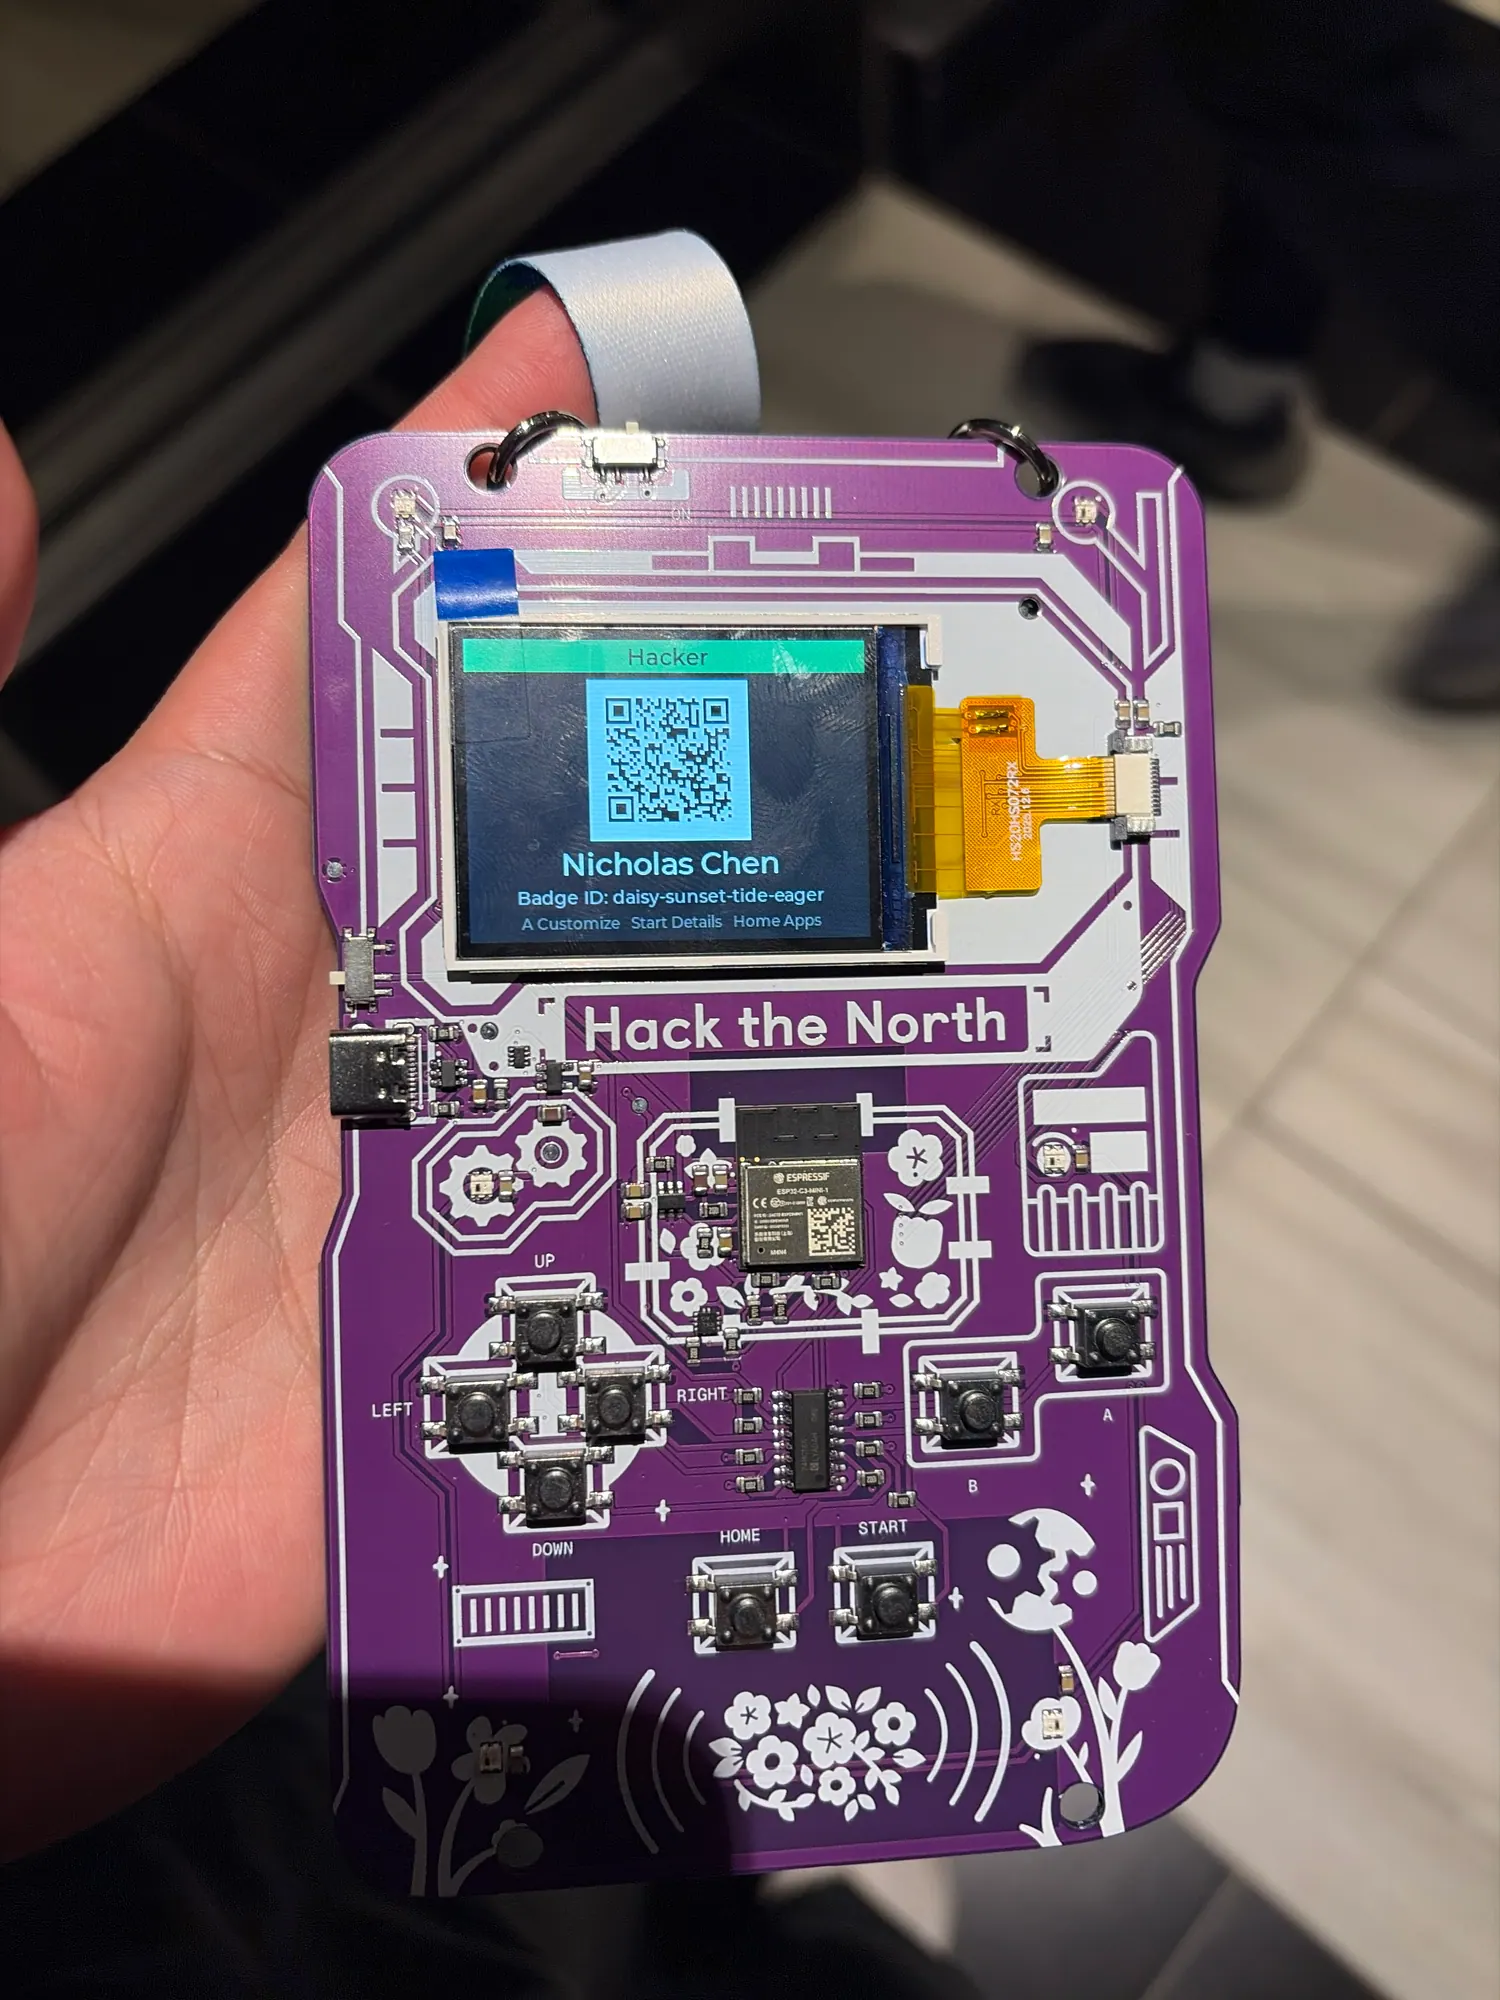 ON
Hacker
Nicholas Chen
Badge ID: daisy-sunset-tide-eager
A Customize Start Details Home Apps
HS20HS072RX
Hack the North
ESPRESSIF
ESP32-C3-MINI-1
UP
LEFT
RIGHT
DOWN
A
B
HOME
START